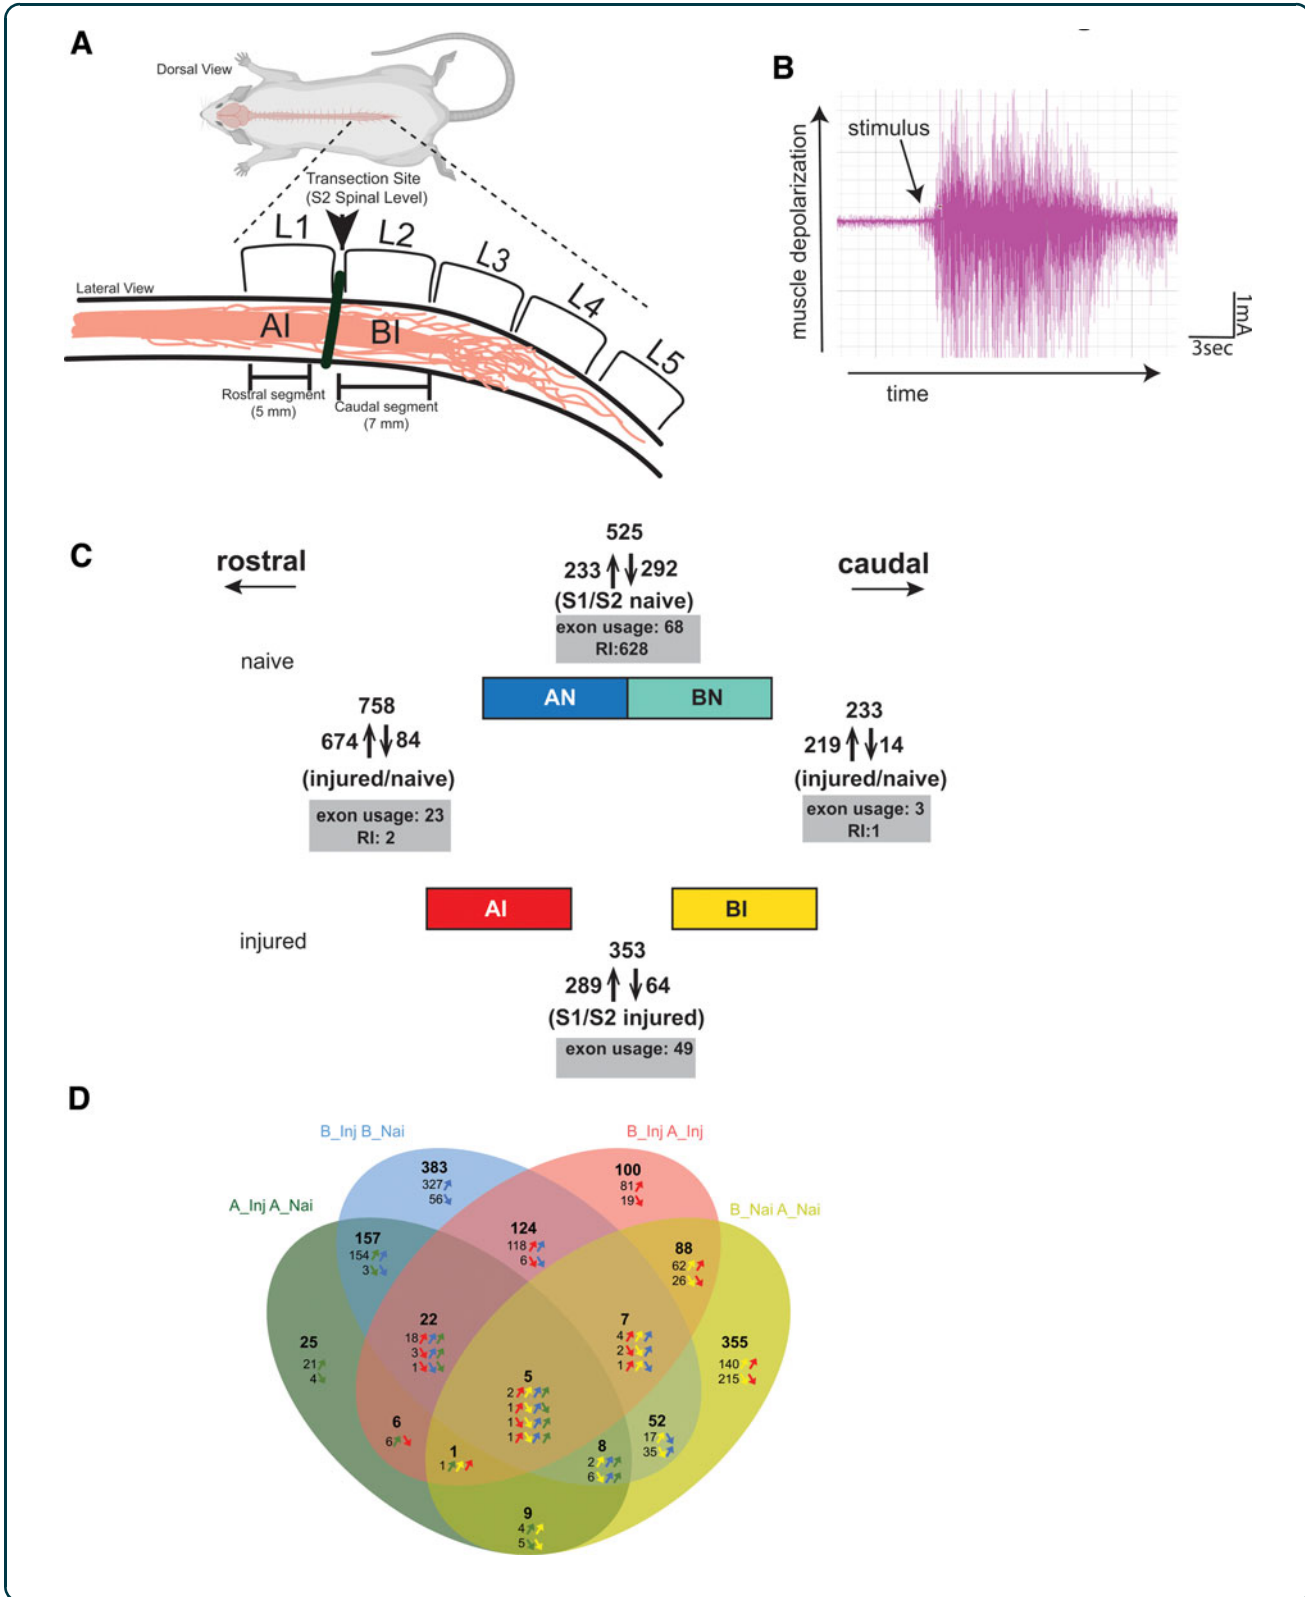 A
Dorsal View
Transection Site
(S2 Spinal Level)
L1
L2
L3
L4
L5
Lateral View
AI
BI
Rostral segment
(5 mm)
Caudal segment
(7 mm)
B
muscle depolarization
stimulus
1mA
3sec
time
C
rostral
caudal
525
233 292
(S1/S2 naive)
exon usage: 68
RI:628
naive
AN
BN
758
674 84
(injured/naive)
exon usage: 23
RI: 2
233
219 14
(injured/naive)
exon usage: 3
RI:1
AI
BI
injured
353
289 64
(S1/S2 injured)
exon usage: 49
D
B_Inj B_Nai
B_Inj A_Inj
A_Inj A_Nai
B_Nai A_Nai
383
327
56
100
81
19
157
154
3
124
118
6
88
62
26
25
21
4
22
18
3
1
7
4
2
1
355
140
215
5
2
1
1
1
6
6
1
1
8
2
6
52
17
35
9
4
5